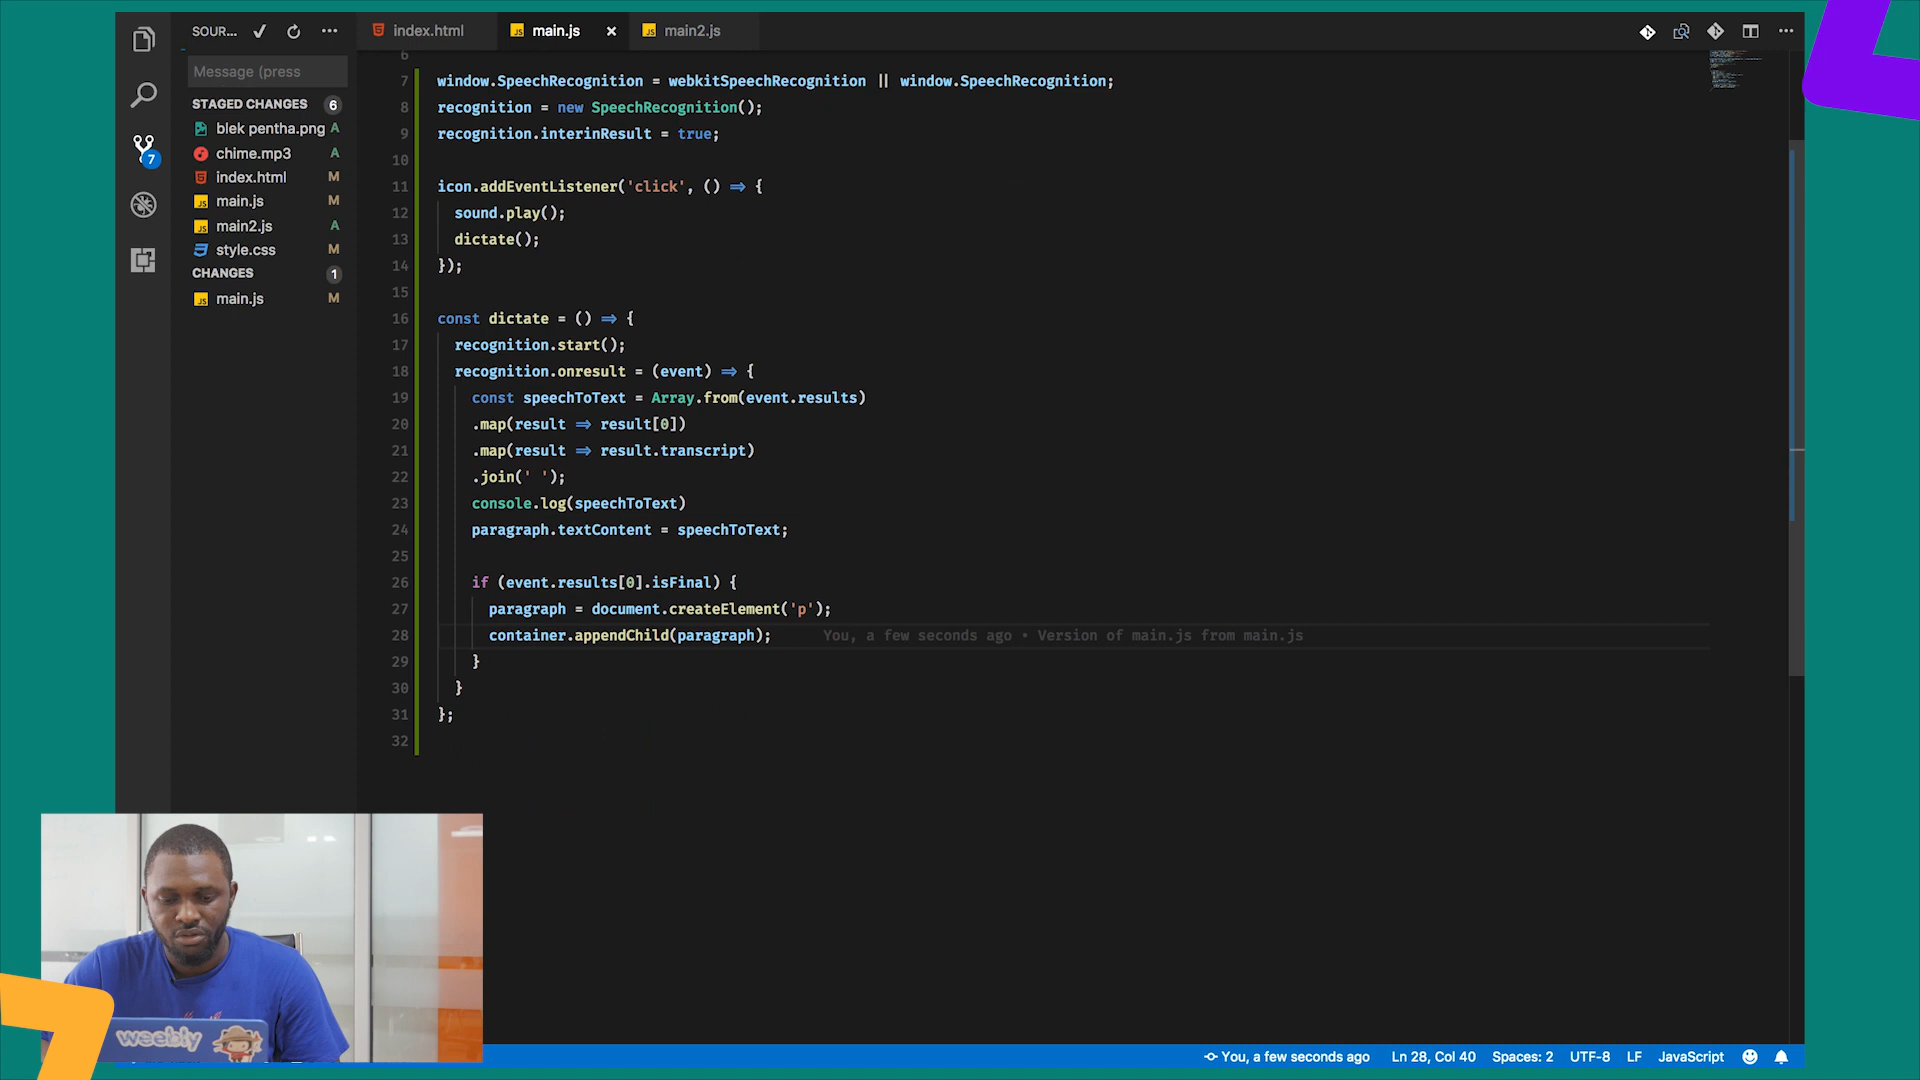 SOUR...
index.html
main.js
main2.js
Message (press
STAGED CHANGES 6
blek pentha.png A
chime.mp3 A
index.html M
main.js M
main2.js A
style.css M
CHANGES 1
main.js M
7
6
7 window.SpeechRecognition = webkitSpeechRecognition || window.SpeechRecognition;
8 recognition = new SpeechRecognition();
9 recognition.interinResult = true;
10
11 icon.addEventListener('click', () => {
12 sound.play();
13 dictate();
14 });
15
16 const dictate = () => {
17 recognition.start();
18 recognition.onresult = (event) => {
19 const speechToText = Array.from(event.results)
20 .map(result => result[0])
21 .map(result => result.transcript)
22 .join(' ');
23 console.log(speechToText)
24 paragraph.textContent = speechToText;
25
26 if (event.results[0].isFinal) {
27 paragraph = document.createElement('p');
28 container.appendChild(paragraph); You, a few seconds ago • Version of main.js from main.js
29 }
30 }
31 };
32
weebly
You, a few seconds ago Ln 28, Col 40 Spaces: 2 UTF-8 LF JavaScript